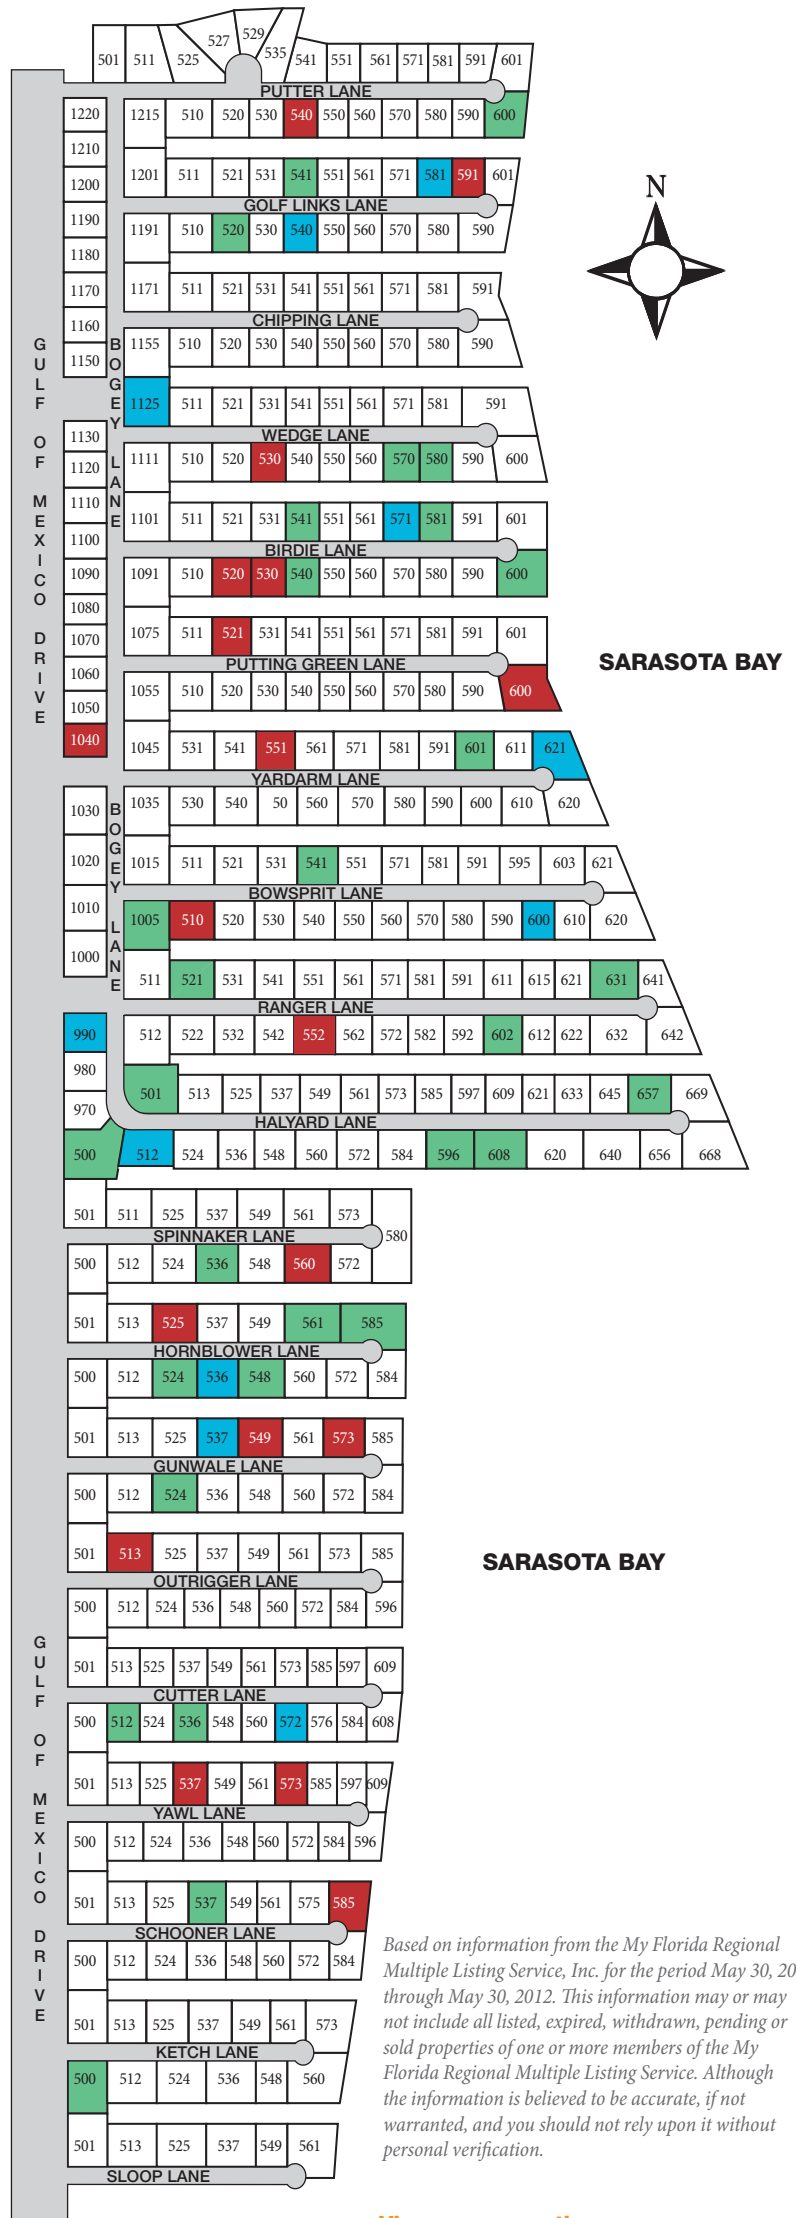 501 511 525 527 529 535 541 551 561 571 581 591 601
PUTTER LANE
1220 1215 510 520 530 540 550 560 570 580 590 600
1210
1200 1201 511 521 531 541 551 561 571 581 591 601
GOLF LINKS LANE
1190 1191 510 520 530 540 550 560 570 580 590
1180
1170 1171 511 521 531 541 551 561 571 581 591
CHIPPING LANE
1160
1150 1155 510 520 530 540 550 560 570 580 590
1125 511 521 531 541 551 561 571 581 591
WEDGE LANE
1130
1120 1111 510 520 530 540 550 560 570 580 590 600
1110
1100 1101 511 521 531 541 551 561 571 581 591 601
BIRDIE LANE
1090 1091 510 520 530 540 550 560 570 580 590 600
1080
1070 1075 511 521 531 541 551 561 571 581 591 601
PUTTING GREEN LANE
1060
1050 1055 510 520 530 540 550 560 570 580 590 600
1040 1045 531 541 551 561 571 581 591 601 611 621
YARDARM LANE
1030 1035 530 540 50 560 570 580 590 600 610 620
1020 1015 511 521 531 541 551 571 581 591 595 603 621
BOWSPRIT LANE
1010 1005 510 520 530 540 550 560 570 580 590 600 610 620
1000
511 521 531 541 551 561 571 581 591 611 615 621 631 641
RANGER LANE
990 512 522 532 542 552 562 572 582 592 602 612 622 632 642
980
970 501 513 525 537 549 561 573 585 597 609 621 633 645 657 669
HALYARD LANE
500 512 524 536 548 560 572 584 596 608 620 640 656 668
GULF OF MEXICO DRIVE
BOGEY LANE
BOGEY LANE
SARASOTA BAY
N
501 511 525 537 549 561 573 580
SPINNAKER LANE
500 512 524 536 548 560 572
501 513 525 537 549 561 585
HORNBLOWER LANE
500 512 524 536 548 560 572 584
501 513 525 537 549 561 573 585
GUNWALE LANE
500 512 524 536 548 560 572 584
501 513 525 537 549 561 573 585
OUTRIGGER LANE
500 512 524 536 548 560 572 584 596
501 513 525 537 549 561 573 585 597 609
CUTTER LANE
500 512 524 536 548 560 572 576 584 608
501 513 525 537 549 561 573 585 597 609
YAWL LANE
500 512 524 536 548 560 572 584 596
501 513 525 537 549 561 575 585
SCHOONER LANE
500 512 524 536 548 560 572 584
501 513 525 537 549 561 573
KETCH LANE
500 512 524 536 548 560
501 513 525 537 549 561
SLOOP LANE
GULF OF MEXICO DRIVE
SARASOTA BAY
Based on information from the My Florida Regional
Multiple Listing Service, Inc. for the period May 30, 20
through May 30, 2012. This information may or may
not include all listed, expired, withdrawn, pending or
sold properties of one or more members of the My
Florida Regional Multiple Listing Service. Although
the information is believed to be accurate, if not
warranted, and you should not rely upon it without
personal verification.